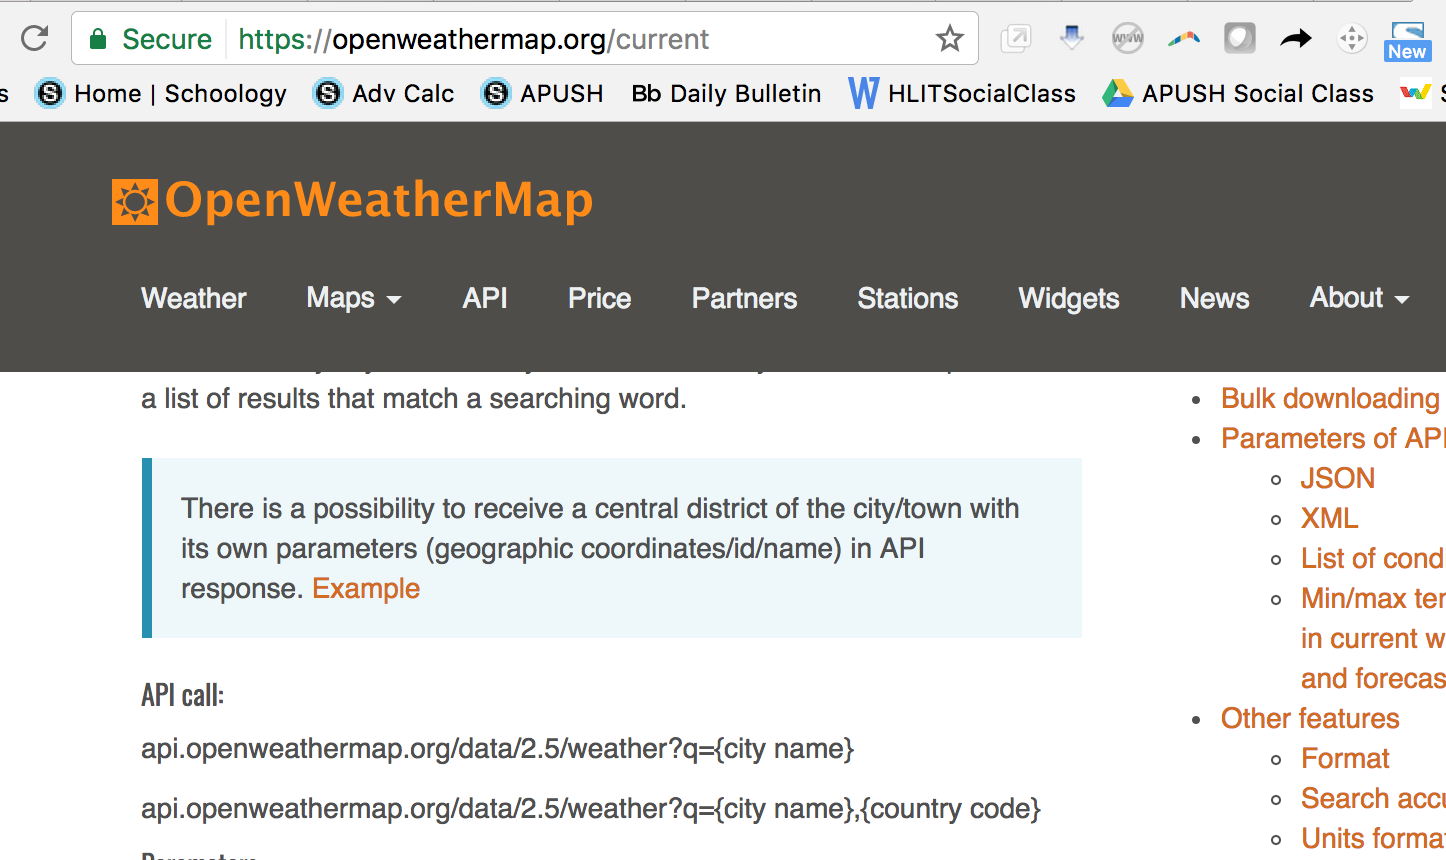 Secure https://openweathermap.org/current
New
s Home | Schoology Adv Calc APUSH Bb Daily Bulletin HLITSocialClass APUSH Social Class
OpenWeatherMap
Weather Maps API Price Partners Stations Widgets News About
a list of results that match a searching word.
There is a possibility to receive a central district of the city/town with
its own parameters (geographic coordinates/id/name) in API
response. Example
API call:
api.openweathermap.org/data/2.5/weather?q={city name}
api.openweathermap.org/data/2.5/weather?q={city name},{country code}
Bulk downloading
Parameters of API
JSON
XML
List of cond
Min/max ter
in current w
and forecas
Other features
Format
Search accu
Units format